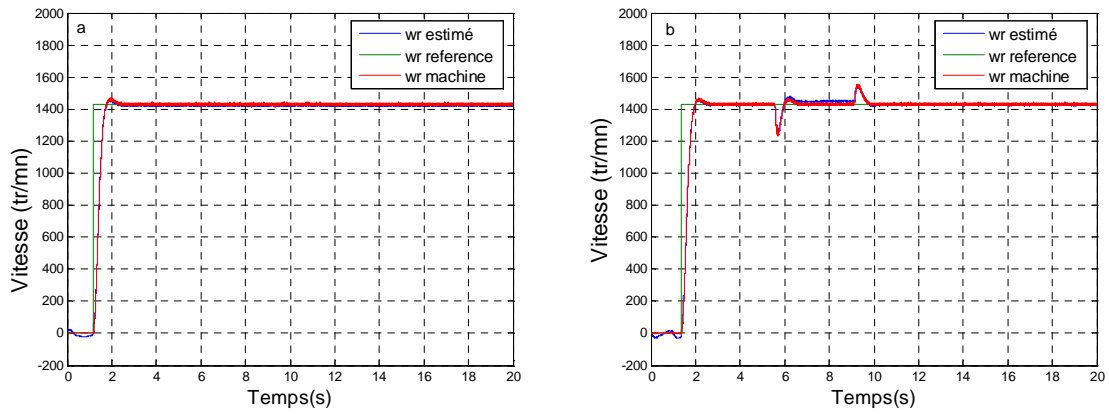 a
wr estimé
wr reference
wr machine
Vitesse (tr/mn)
2000
1800
1600
1400
1200
1000
800
600
400
200
0
-200
0 2 4 6 8 10 12 14 16 18 20
Temps(s)
b
wr estimé
wr reference
wr machine
Vitesse (tr/mn)
2000
1800
1600
1400
1200
1000
800
600
400
200
0
-200
0 2 4 6 8 10 12 14 16 18 20
Temps(s)